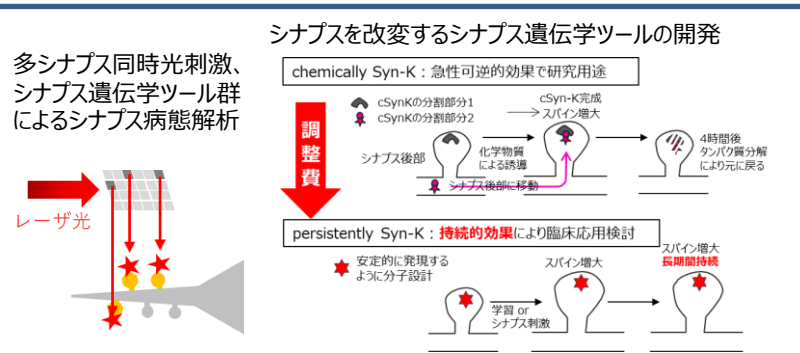 シナプスを改変するシナプス遺伝学ツールの開発
多シナプス同時光刺激、
シナプス遺伝学ツール群
によるシナプス病態解析
レーザ光
調
整
費
chemically Syn-K：急性可逆的効果で研究用途
cSynKの分割部分1
cSynKの分割部分2
シナプス後部
化学物質
による誘導
シナプス後部に移動
cSyn-K完成
→スパイン増大
4時間後
タンパク質分解
により元に戻る
persistently Syn-K：持続的効果により臨床応用検討
安定的に発現する
ように分子設計
学習 or
シナプス刺激
スパイン増大
スパイン増大
長期間持続